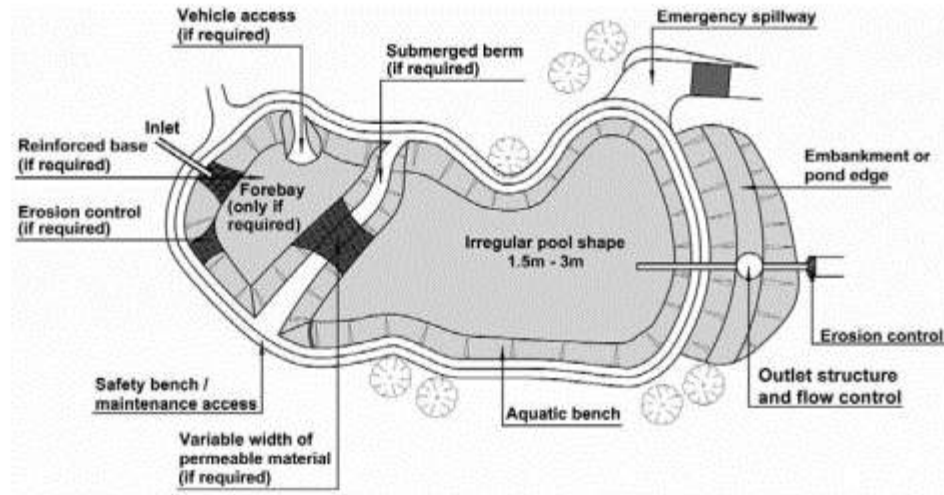 Vehicle access
(if required)
Emergency spillway
Submerged berm
(if required)
Inlet
Reinforced base
(if required)
Forebay
(only if
required)
Erosion control
(if required)
Embankment or
pond edge
Irregular pool shape
1.5m - 3m
Erosion control
Safety bench /
maintenance access
Outlet structure
and flow control
Aquatic bench
Variable width of
permeable material
(if required)